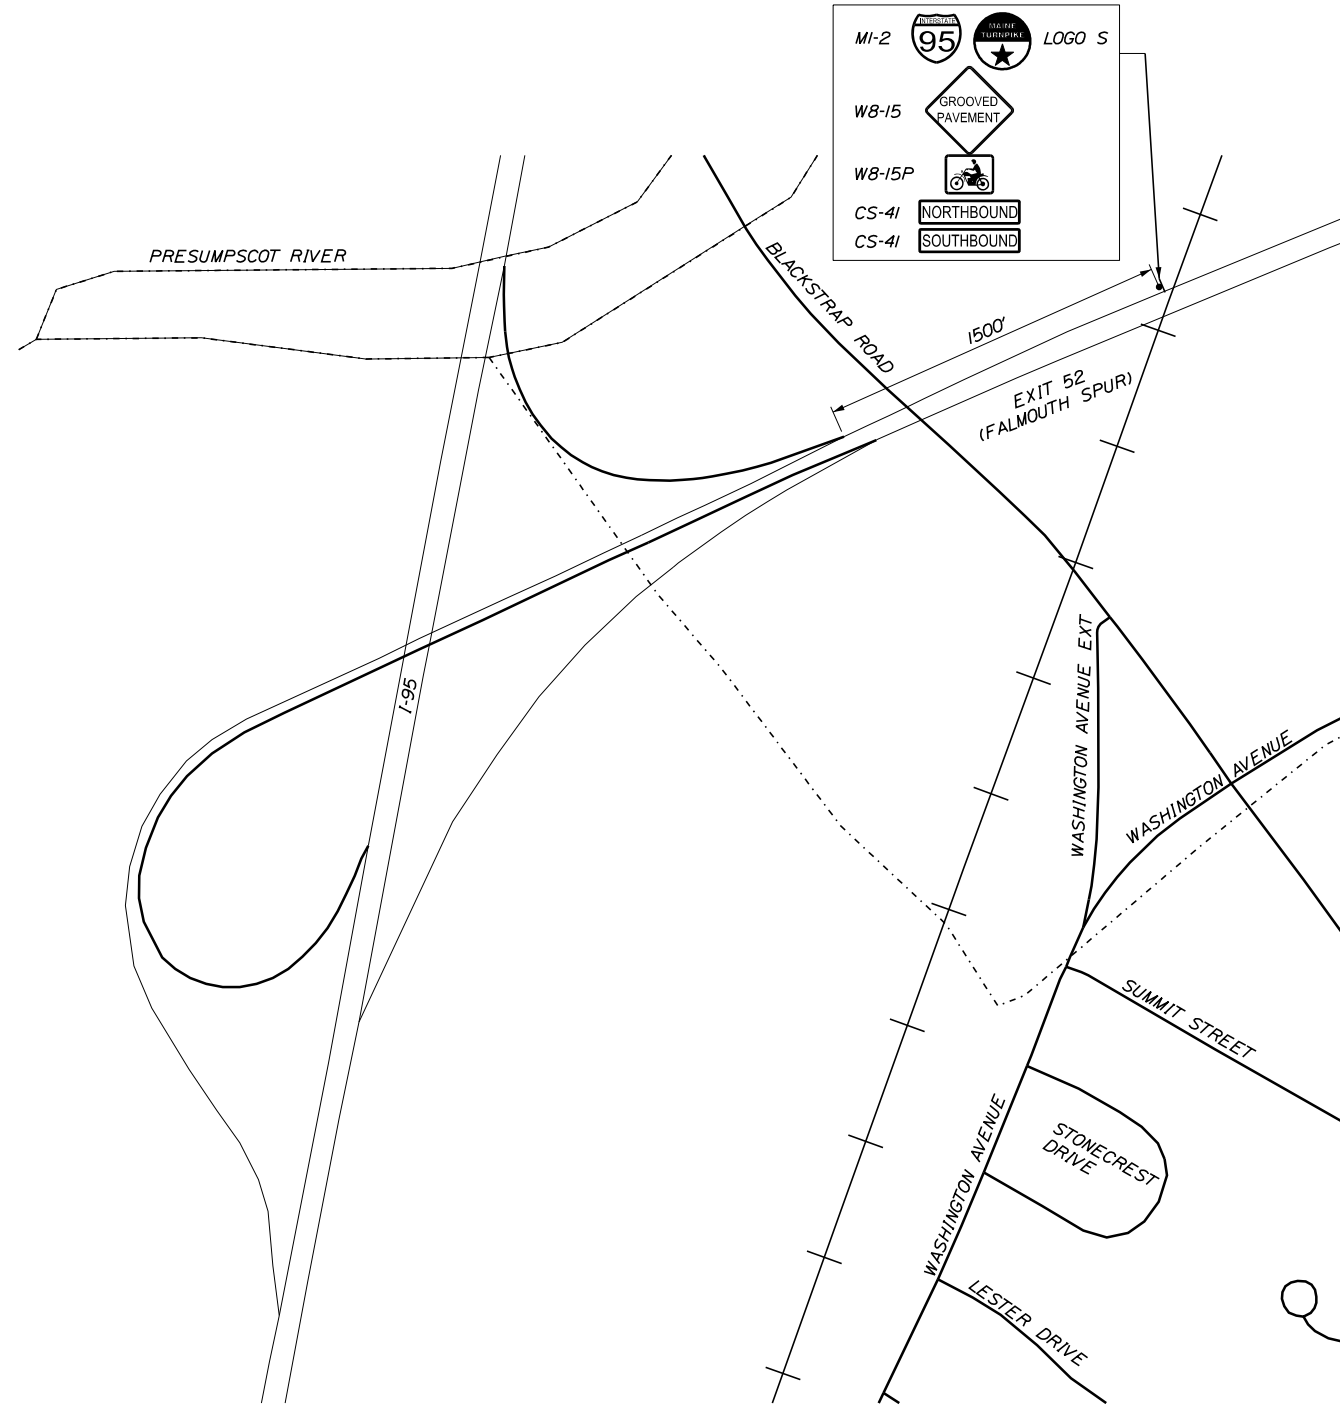 M1-2
INTERSTATE
95
MAINE
TURNPIKE
LOGO S
W8-15
GROOVED
PAVEMENT
W8-15P
CS-41
NORTHBOUND
CS-41
SOUTHBOUND
PRESUMPSCOT RIVER
BLACKSTRAP ROAD
1500'
EXIT 52
(FALMOUTH SPUR)
I-95
WASHINGTON AVENUE EXT
WASHINGTON AVENUE
SUMMIT STREET
WASHINGTON AVENUE
STONECREST
DRIVE
LESTER DRIVE